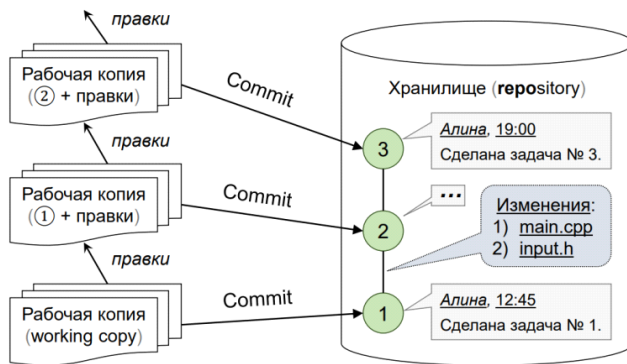 правки
Рабочая копия
(② + правки)
правки
Рабочая копия
(① + правки)
правки
Рабочая копия
(working copy)
Commit
Commit
Commit
Хранилище (repository)
3
Алина, 19:00
Сделана задача № 3.
2
...
Изменения:
1) main.cpp
2) input.h
1
Алина, 12:45
Сделана задача № 1.